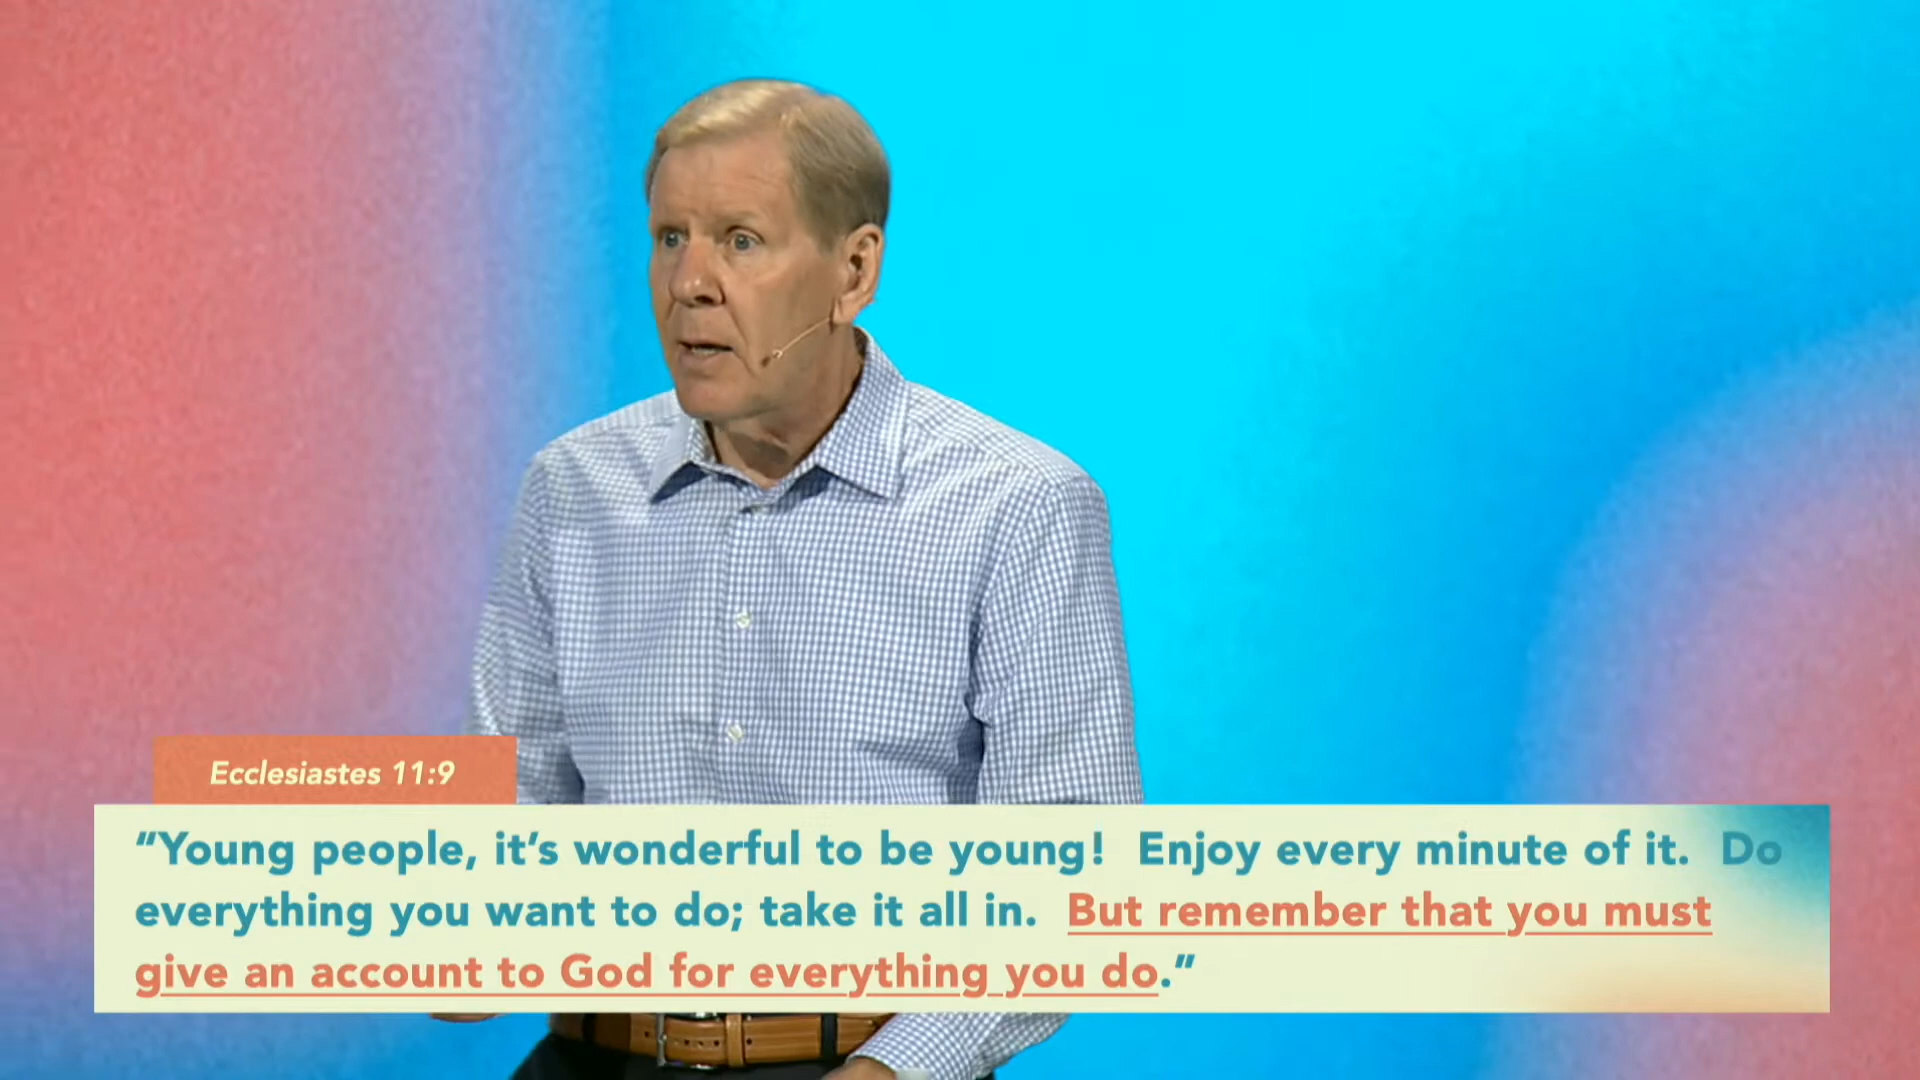 Ecclesiastes 11:9
“Young people, it’s wonderful to be young! Enjoy every minute of it. Do
everything you want to do; take it all in. But remember that you must
give an account to God for everything you do.”